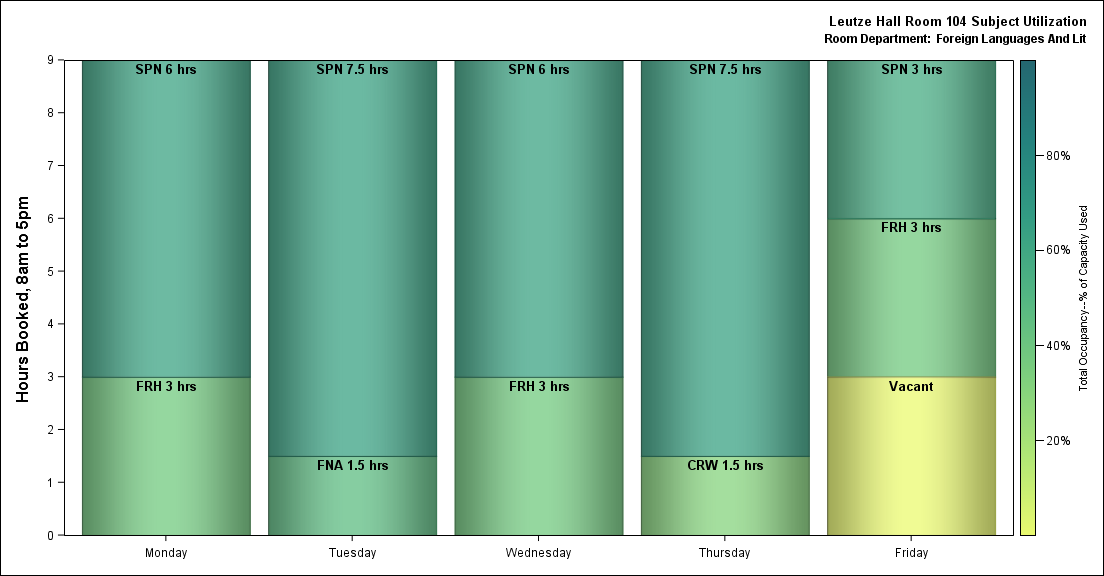 Leutze Hall Room 104 Subject Utilization
Room Department: Foreign Languages And Lit
Hours Booked, 8am to 5pm
9
8
7
6
5
4
3
2
1
0
SPN 6 hrs
FRH 3 hrs
SPN 7.5 hrs
FNA 1.5 hrs
SPN 6 hrs
FRH 3 hrs
SPN 7.5 hrs
CRW 1.5 hrs
SPN 3 hrs
FRH 3 hrs
Vacant
Monday
Tuesday
Wednesday
Thursday
Friday
80%
60%
40%
20%
Total Occupancy--% of Capacity Used